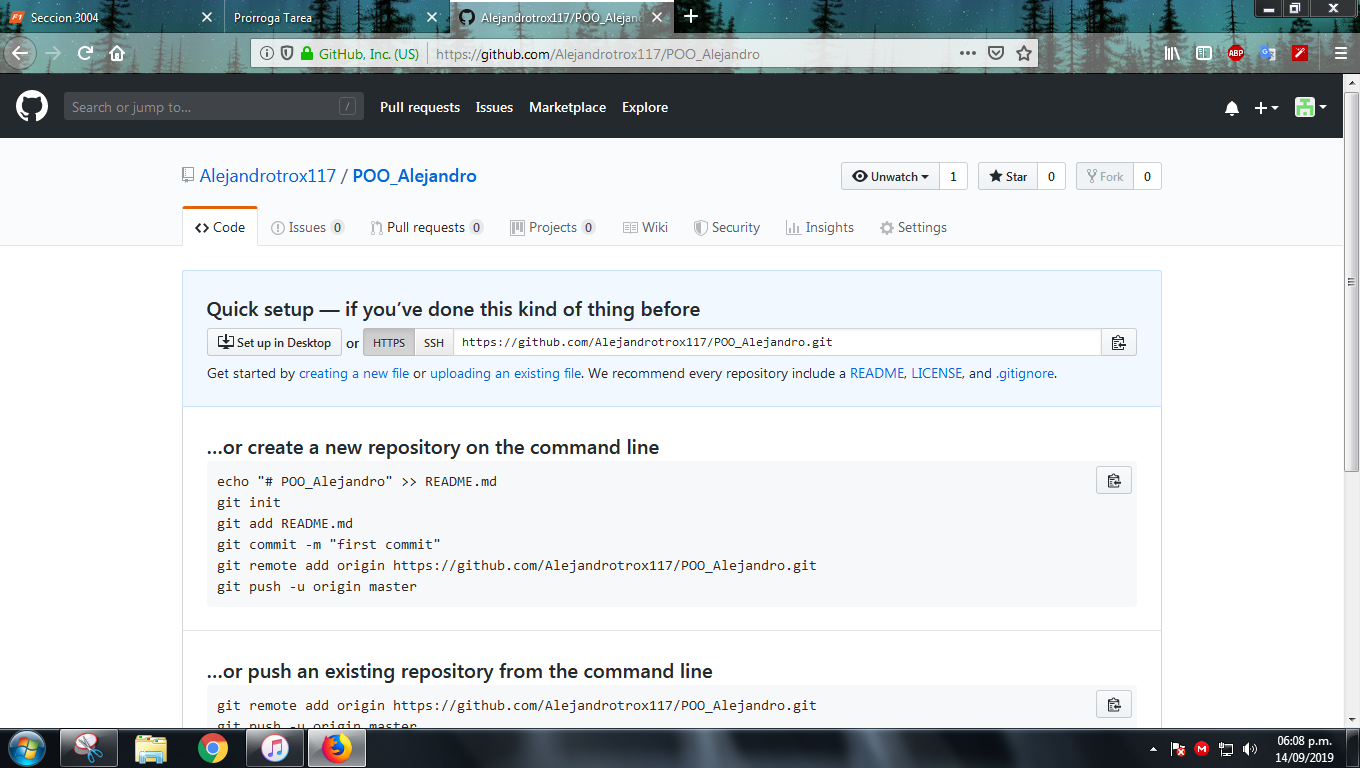 Seccion 3004
Prorroga Tarea
Alejandrotrox117/POO_Alejand
GitHub, Inc. (US)
https://github.com/Alejandrotrox117/POO_Alejandro
ABP
Search or jump to... /
Pull requests Issues Marketplace Explore
Alejandrotrox117 / POO_Alejandro
Unwatch 1 Star 0 Fork 0
Code Issues 0 Pull requests 0 Projects 0 Wiki Security Insights Settings
Quick setup — if you’ve done this kind of thing before
Set up in Desktop or HTTPS SSH https://github.com/Alejandrotrox117/POO_Alejandro.git
Get started by creating a new file or uploading an existing file. We recommend every repository include a README, LICENSE, and .gitignore.
…or create a new repository on the command line
echo "# POO_Alejandro" >> README.md
git init
git add README.md
git commit -m "first commit"
git remote add origin https://github.com/Alejandrotrox117/POO_Alejandro.git
git push -u origin master
…or push an existing repository from the command line
git remote add origin https://github.com/Alejandrotrox117/POO_Alejandro.git
git push -u origin master
06:08 p.m.
14/09/2019